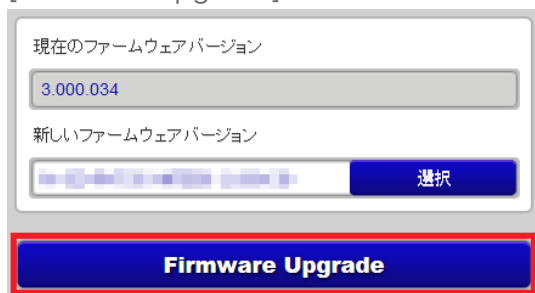 現在のファームウェアバージョン
3.000.034
新しいファームウェアバージョン
選択
Firmware Upgrade